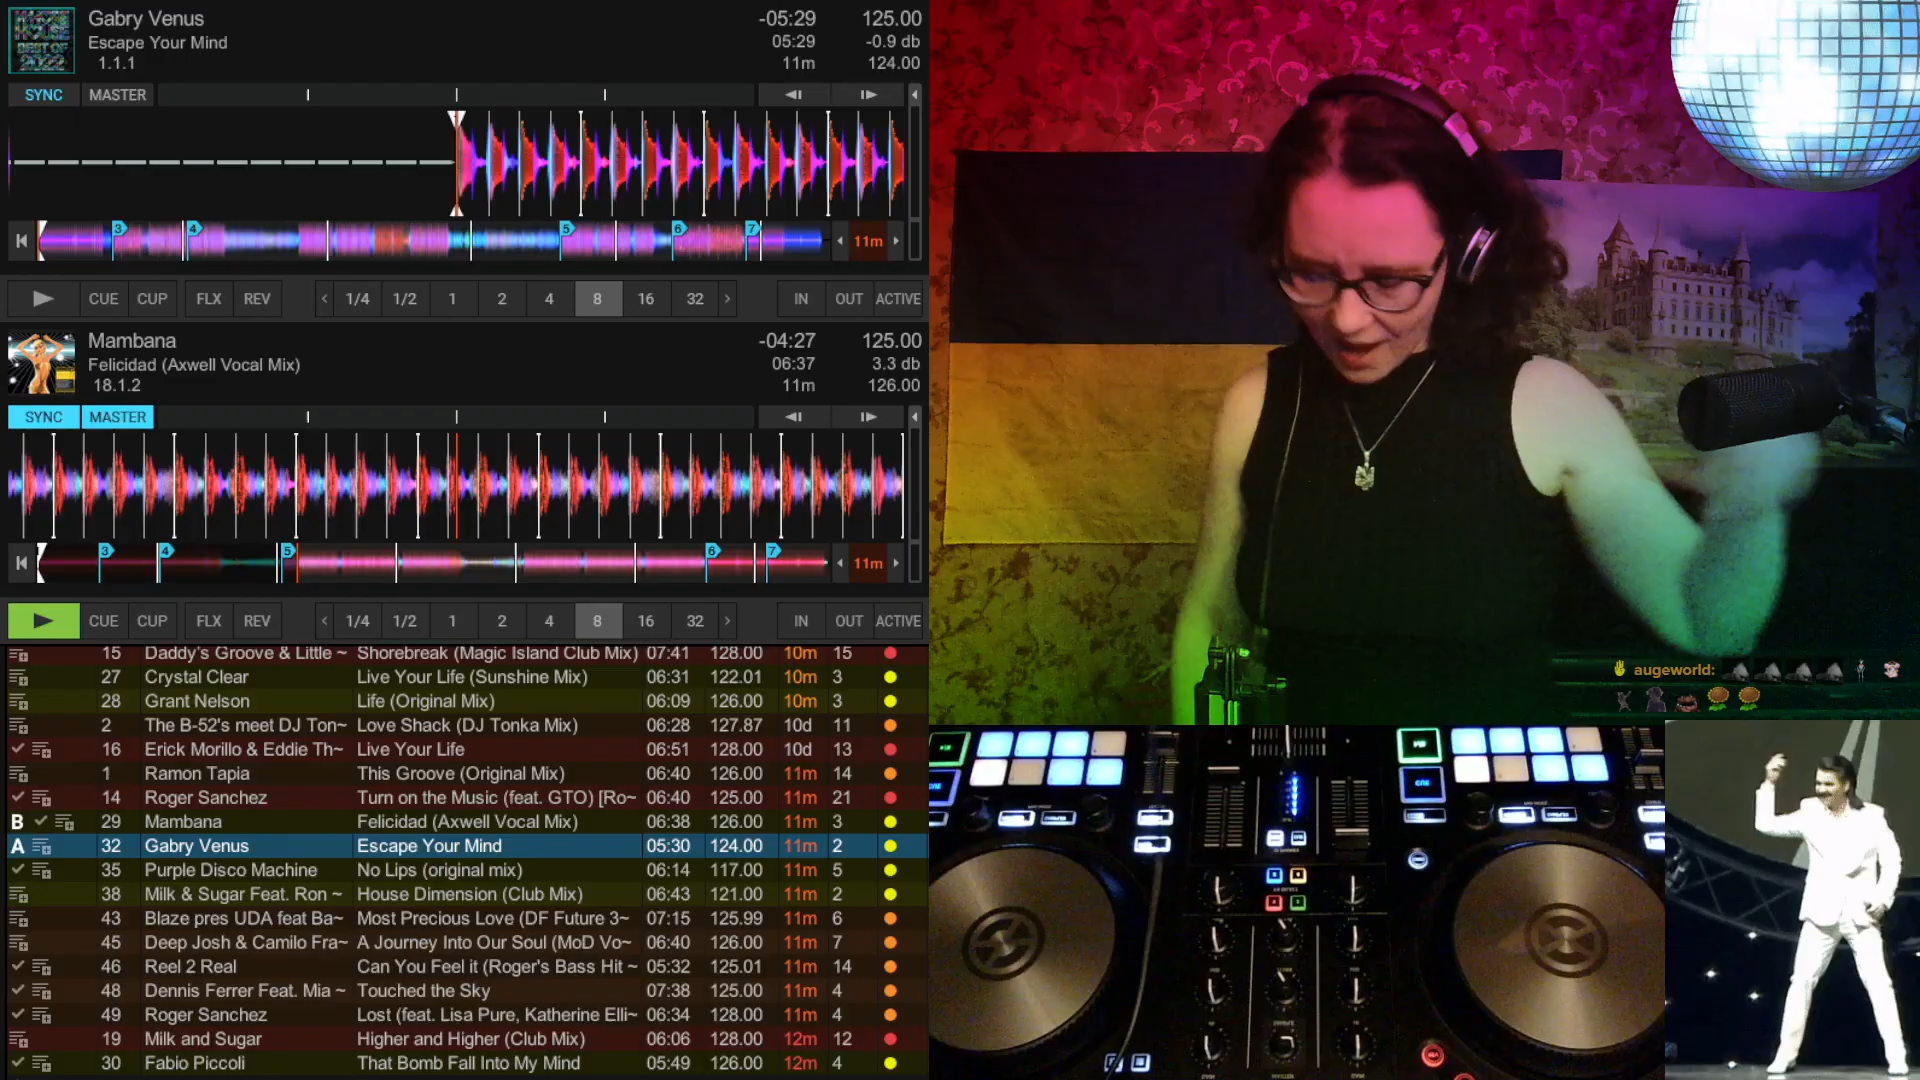 HOUSE
BEST OF
2022
Gabry Venus
Escape Your Mind
1.1.1
-05:29
05:29
11m
125.00
-0.9 db
124.00
SYNC
MASTER
3
4
5
6
7
11m
CUE
CUP
FLX
REV
1/4
1/2
1
2
4
8
16
32
IN
OUT
ACTIVE
Mambana
Felicidad (Axwell Vocal Mix)
18.1.2
-04:27
06:37
11m
125.00
3.3 db
126.00
SYNC
MASTER
3
4
5
6
7
11m
CUE
CUP
FLX
REV
1/4
1/2
1
2
4
8
16
32
IN
OUT
ACTIVE
15 Daddy's Groove & Little ~ Shorebreak (Magic Island Club Mix) 07:41 128.00 10m 15
27 Crystal Clear Live Your Life (Sunshine Mix) 06:31 122.01 10m 3
28 Grant Nelson Life (Original Mix) 06:09 126.00 10m 3
2 The B-52's meet DJ Ton~ Love Shack (DJ Tonka Mix) 06:28 127.87 10d 11
16 Erick Morillo & Eddie Th~ Live Your Life 06:51 128.00 10d 13
1 Ramon Tapia This Groove (Original Mix) 06:40 126.00 11m 14
14 Roger Sanchez Turn on the Music (feat. GTO) [Ro~ 06:40 125.00 11m 21
B 29 Mambana Felicidad (Axwell Vocal Mix) 06:38 126.00 11m 3
A 32 Gabry Venus Escape Your Mind 05:30 124.00 11m 2
35 Purple Disco Machine No Lips (original mix) 06:14 117.00 11m 5
38 Milk & Sugar Feat. Ron ~ House Dimension (Club Mix) 06:43 121.00 11m 2
43 Blaze pres UDA feat Ba~ Most Precious Love (DF Future 3~ 07:15 125.99 11m 6
45 Deep Josh & Camilo Fra~ A Journey Into Our Soul (MoD Vo~ 06:40 126.00 11m 7
46 Reel 2 Real Can You Feel it (Roger's Bass Hit ~ 05:32 125.01 11m 14
48 Dennis Ferrer Feat. Mia ~ Touched the Sky 07:38 125.00 11m 4
49 Roger Sanchez Lost (feat. Lisa Pure, Katherine Elli~ 06:34 128.00 11m 4
19 Milk and Sugar Higher and Higher (Club Mix) 06:06 128.00 12m 12
30 Fabio Piccoli That Bomb Fall Into My Mind 05:49 126.00 12m 4
augeworld:
CUE